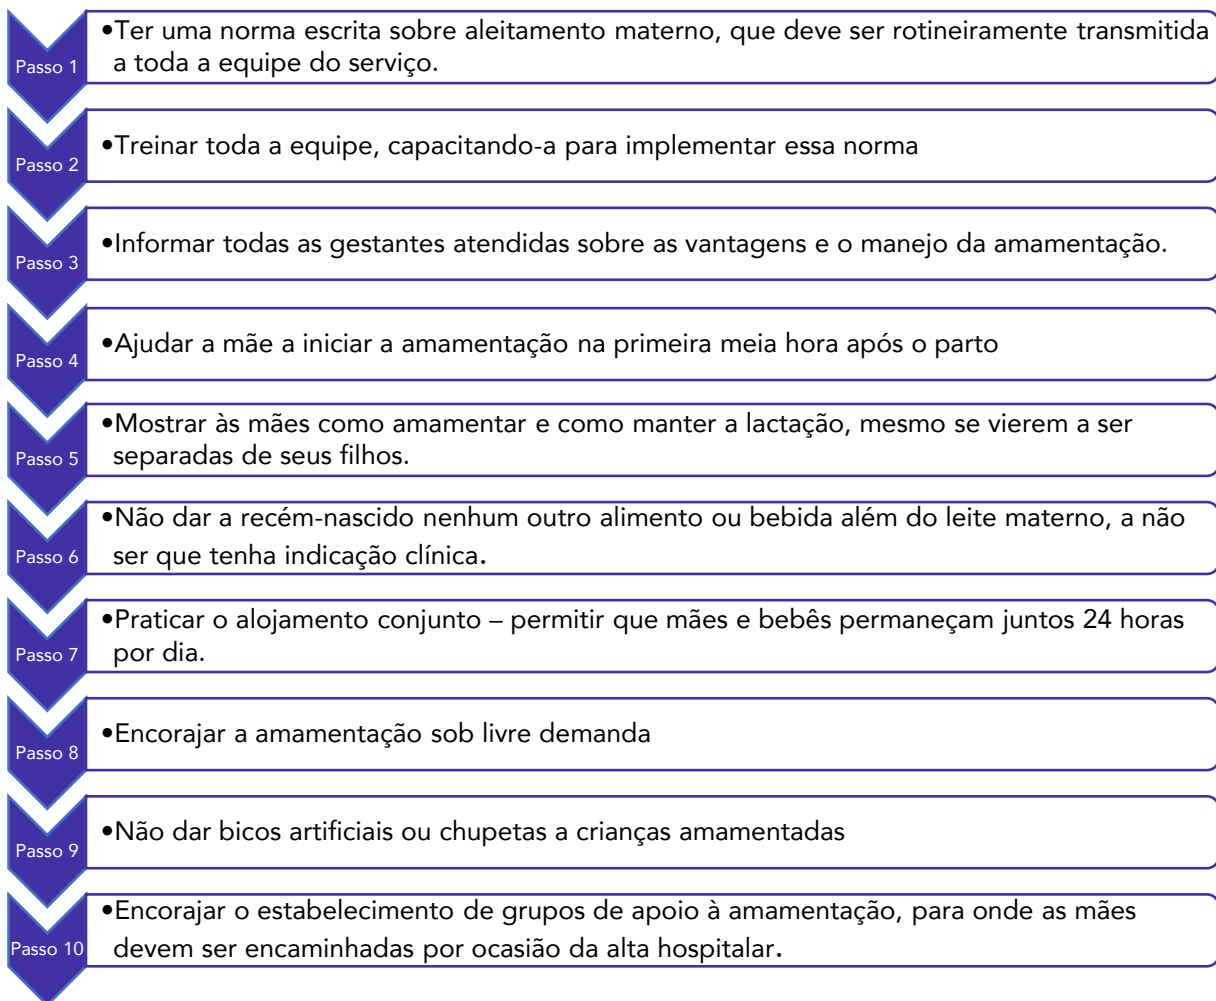 Passo 1
•Ter uma norma escrita sobre aleitamento materno, que deve ser rotineiramente transmitida
a toda a equipe do serviço.
Passo 2
•Treinar toda a equipe, capacitando-a para implementar essa norma
Passo 3
•Informar todas as gestantes atendidas sobre as vantagens e o manejo da amamentação.
Passo 4
•Ajudar a mãe a iniciar a amamentação na primeira meia hora após o parto
Passo 5
•Mostrar às mães como amamentar e como manter a lactação, mesmo se vierem a ser
separadas de seus filhos.
Passo 6
•Não dar a recém-nascido nenhum outro alimento ou bebida além do leite materno, a não
ser que tenha indicação clínica.
Passo 7
•Praticar o alojamento conjunto – permitir que mães e bebês permaneçam juntos 24 horas
por dia.
Passo 8
•Encorajar a amamentação sob livre demanda
Passo 9
•Não dar bicos artificiais ou chupetas a crianças amamentadas
Passo 10
•Encorajar o estabelecimento de grupos de apoio à amamentação, para onde as mães
devem ser encaminhadas por ocasião da alta hospitalar.